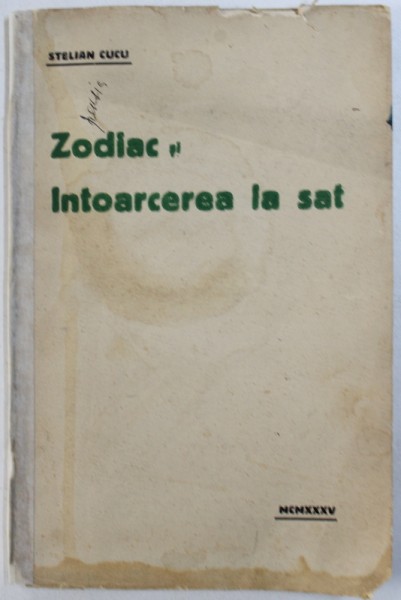 STELIAN CUCU
Zodiac și
Intoarcerea la sat
MCMXXXV